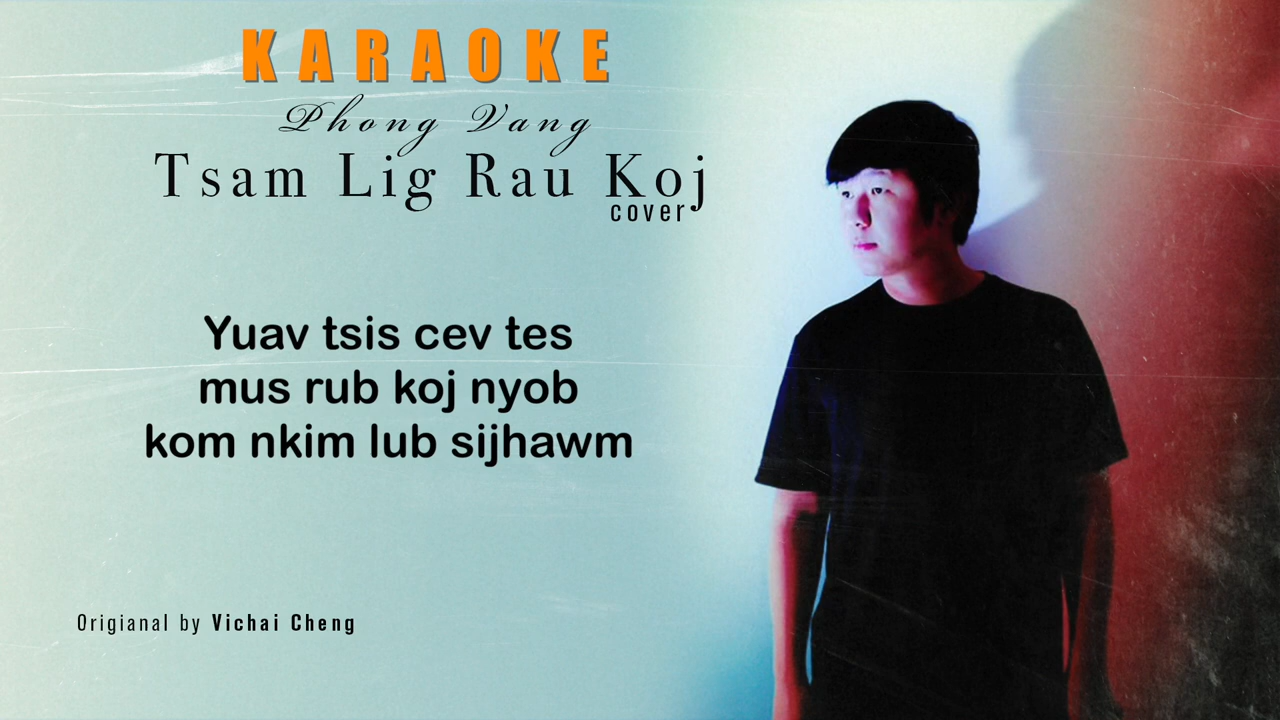 KARAOKE
Phong Vang
Tsam Lig Rau Koj
cover
Yuav tsis cev tes
mus rub koj nyob
kom nkim lub sijhawm
Origianal by Vichai Cheng